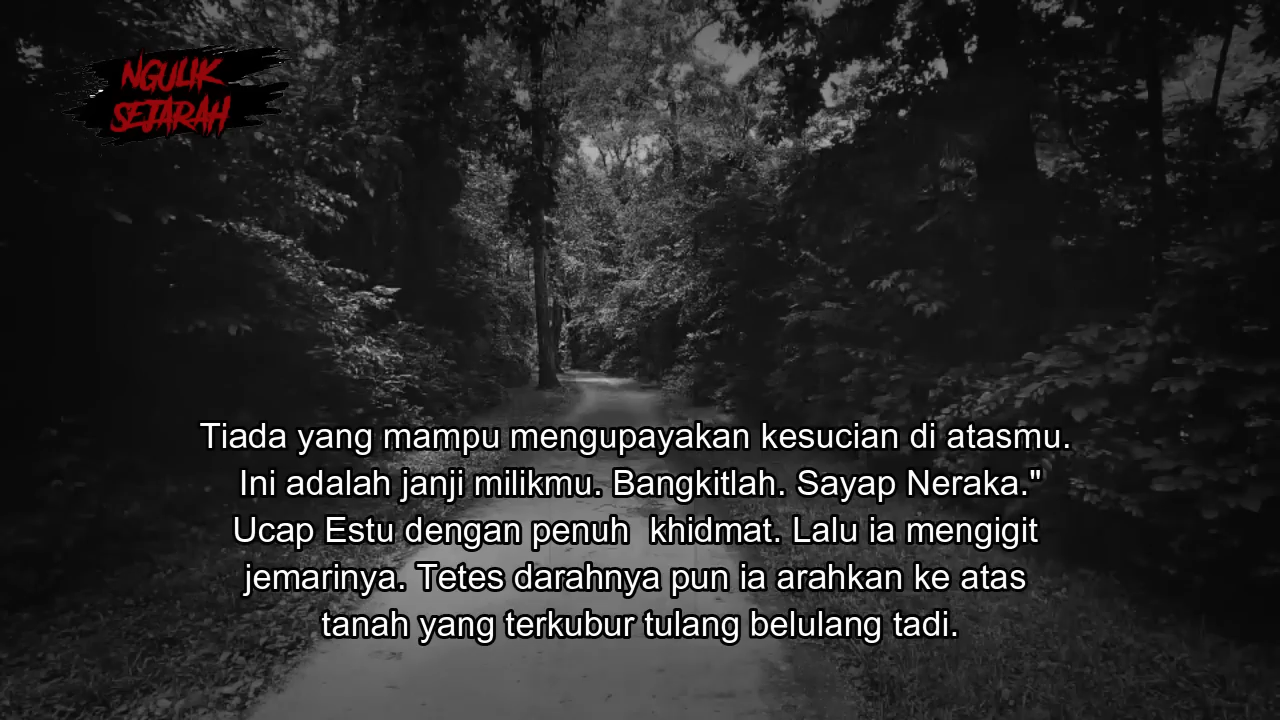 NGULIK
SEJARAH
Tiada yang mampu mengupayakan kesucian di atasmu.
Ini adalah janji milikmu. Bangkitlah. Sayap Neraka."
Ucap Estu dengan penuh  khidmat. Lalu ia mengigit
jemarinya. Tetes darahnya pun ia arahkan ke atas
tanah yang terkubur tulang belulang tadi.